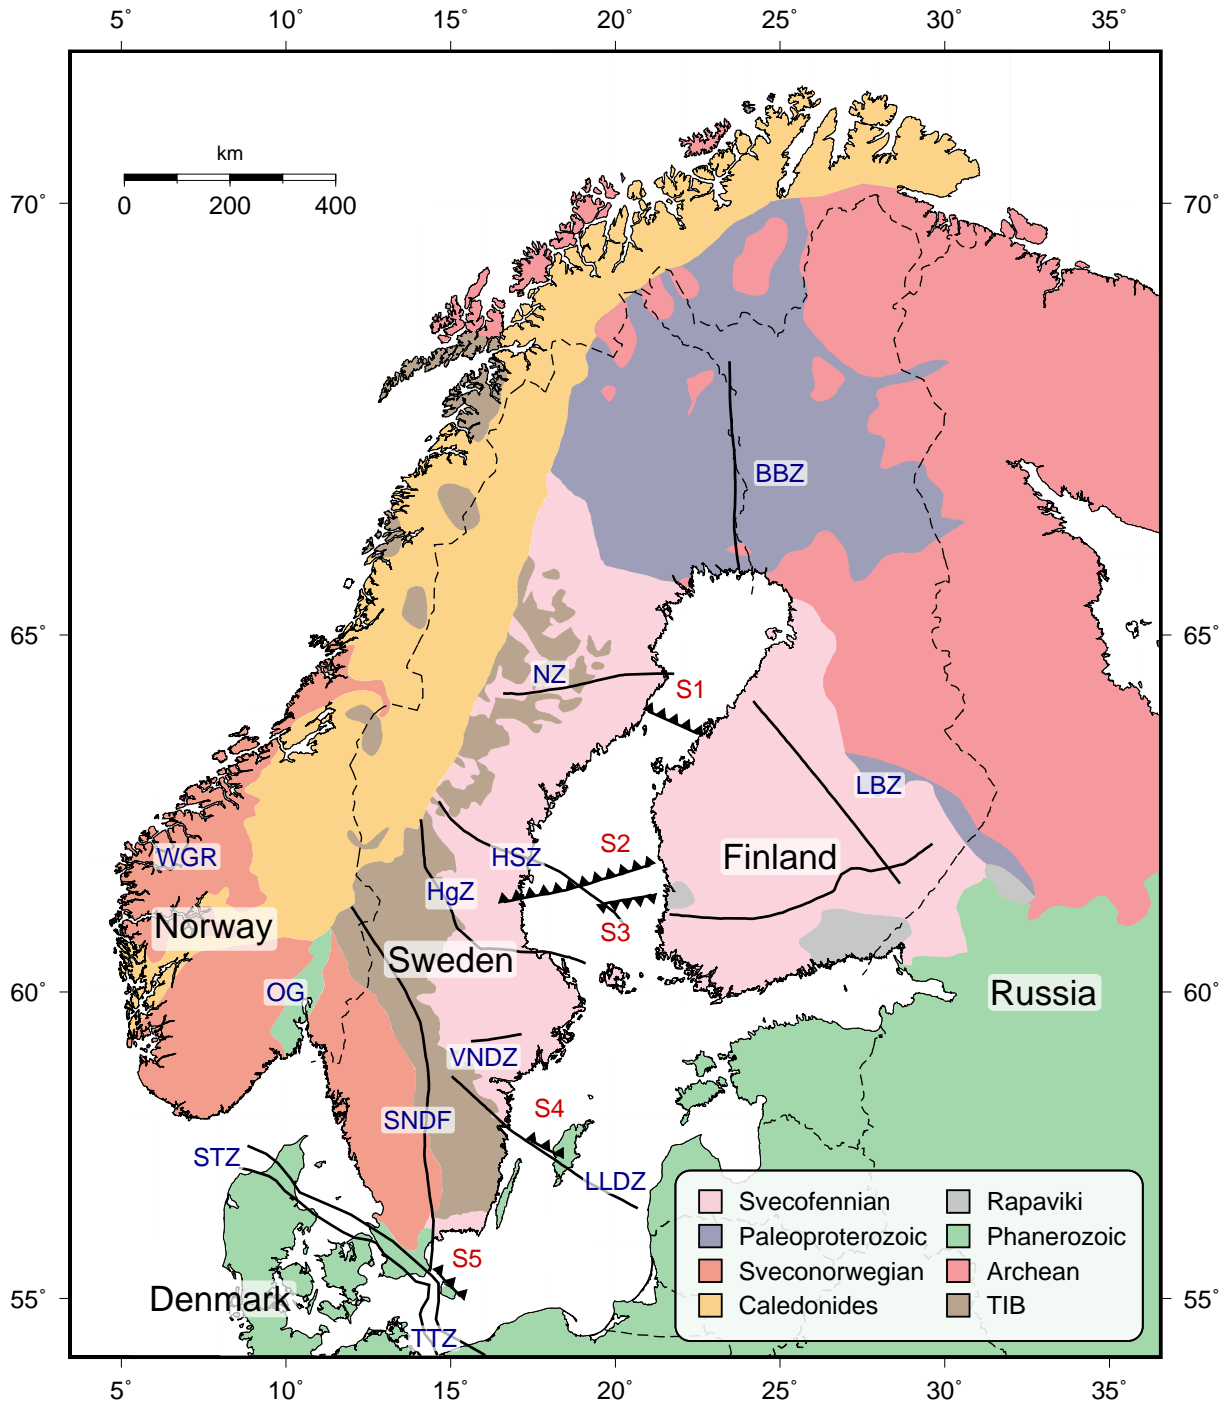 5° 10° 15° 20° 25° 30° 35°
km
0 200 400
70° 70°
BBZ
65° 65°
NZ
S1
LBZ
S2
WGR
HSZ
Finland
HgZ
Norway
S3
Sweden
OG
60° 60°
Russia
VNDZ
S4
SNDF
STZ
LLDZ
S5
Denmark
55° 55°
TTZ
Svecofennian
Paleoproterozoic
Sveconorwegian
Caledonides
Rapaviki
Phanerozoic
Archean
TIB
5° 10° 15° 20° 25° 30° 35°